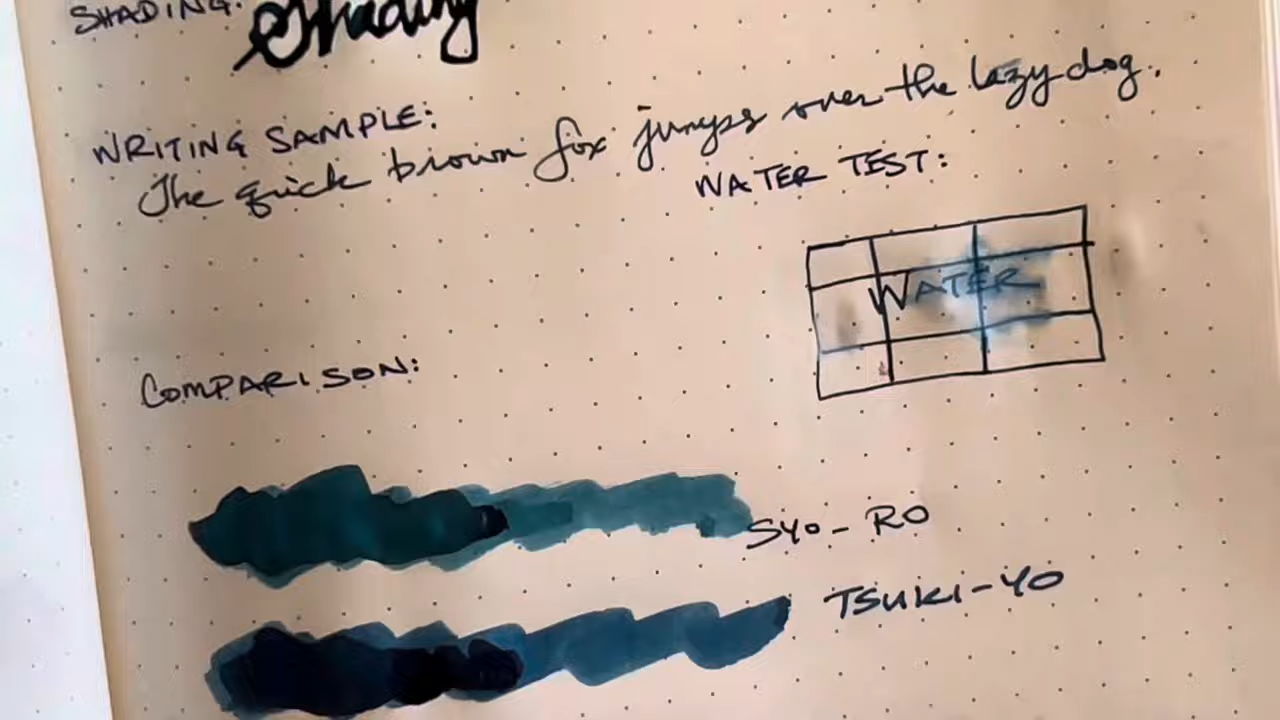 SHADING:
Shading
WRITING SAMPLE:
The quick brown fox jumps over the lazy dog.
WATER TEST:
WATER
COMPARISON:
SYO-RO
TSUKI-YO